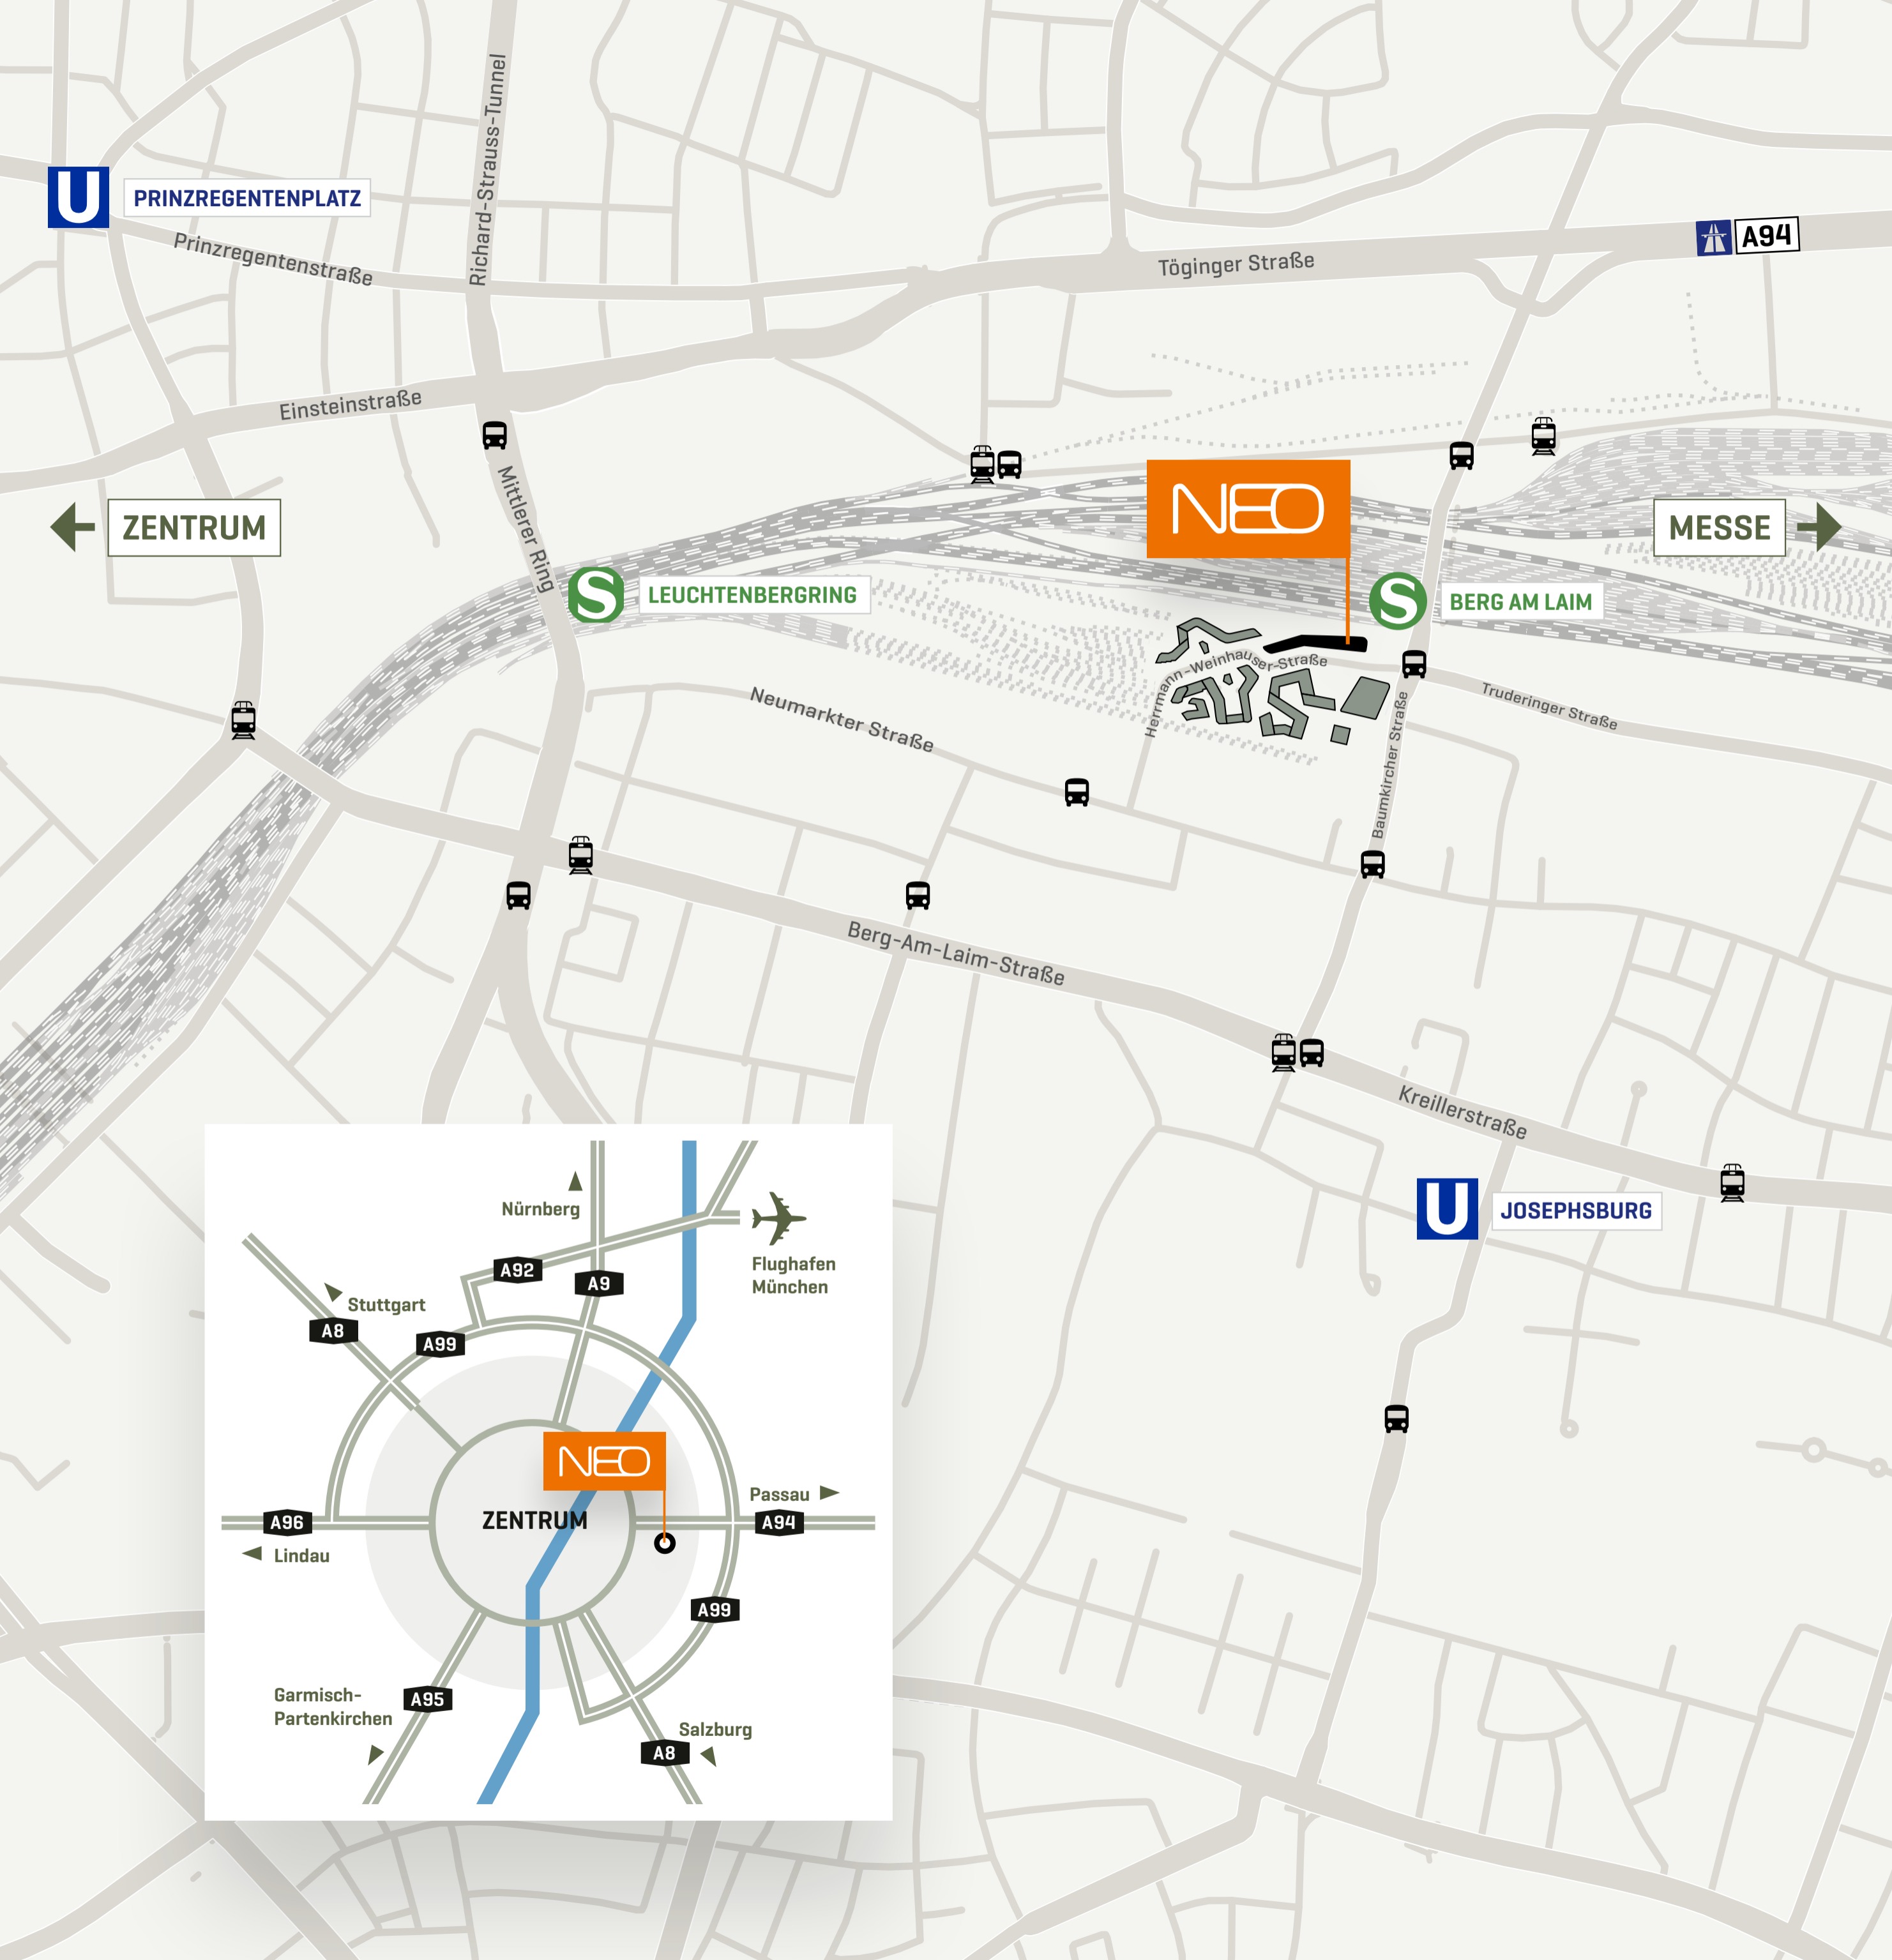 Richard-Strauss-Tunnel
U
PRINZREGENTENPLATZ
Prinzregentenstraße
Töginger Straße
A94
Einsteinstraße
Mittlerer Ring
ZENTRUM
NEO
MESSE
S
LEUCHTENBERGRING
S
BERG AM LAIM
Herrmann-Weinhauser-Straße
Neumarkter Straße
Truderinger Straße
Baumkircher Straße
Berg-Am-Laim-Straße
Kreillerstraße
U
JOSEPHSBURG
Nürnberg
Flughafen
München
A92
A9
Stuttgart
A8
A99
NEO
Passau
ZENTRUM
A96
A94
Lindau
A99
Garmisch-
Partenkirchen
A95
Salzburg
A8